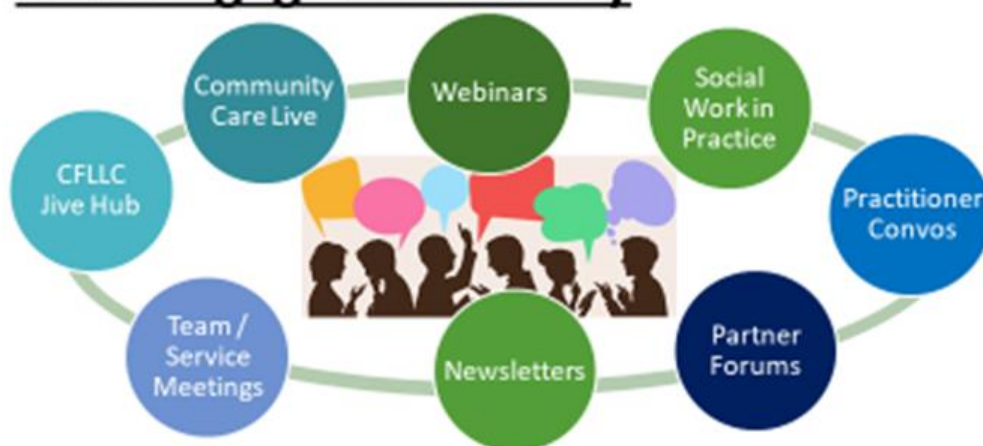 Community
Care Live
Webinars
Social
Work in
Practice
CFLLC
Jive Hub
Practitioner
Convos
Team /
Service
Meetings
Newsletters
Partner
Forums